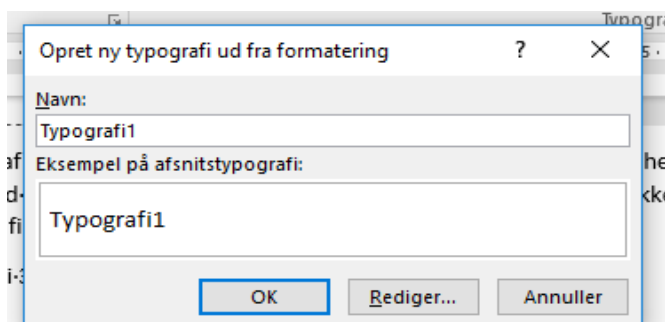 Opret ny typografi ud fra formatering ? ×
Navn:
Typografi1
Eksempel på afsnitstypografi:
Typografi1
OK Rediger... Annuller